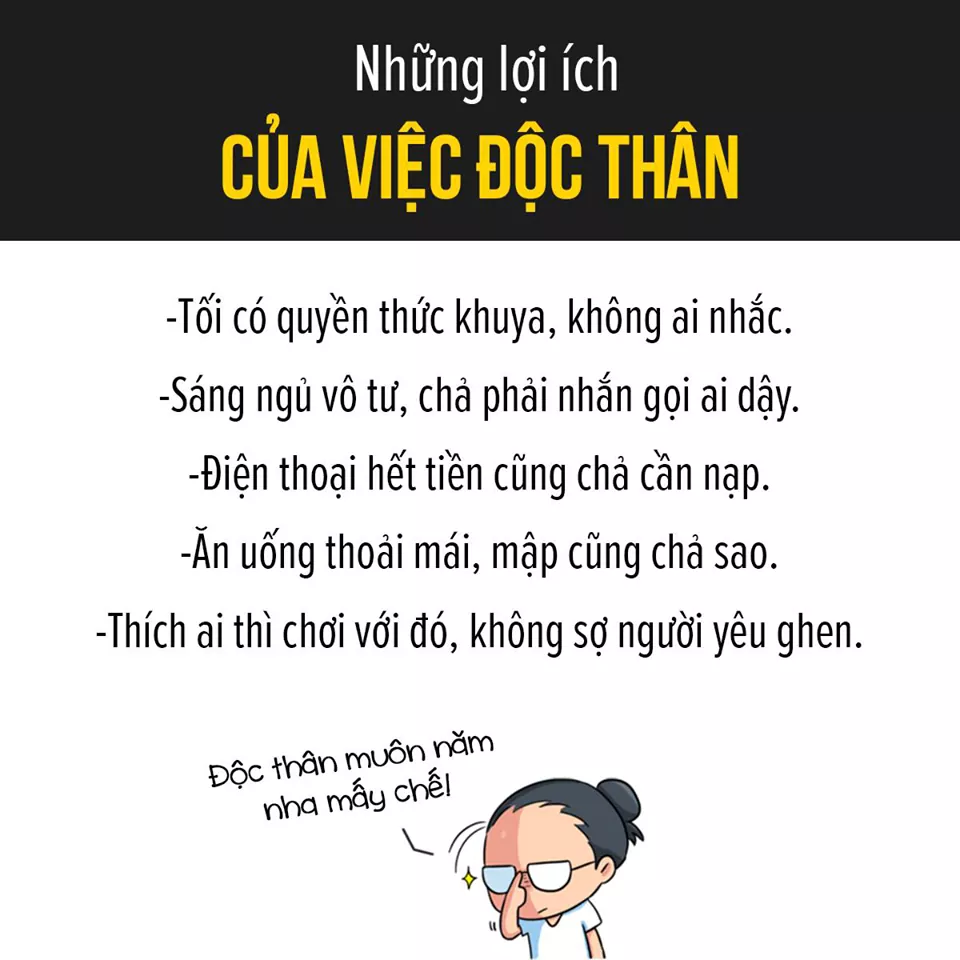 Những lợi ích
CỦA VIỆC ĐỘC THÂN
-Tối có quyền thức khuya, không ai nhắc.
-Sáng ngủ vô tư, chả phải nhắn gọi ai dậy.
-Điện thoại hết tiền cũng chả cần nạp.
-Ăn uống thoải mái, mập cũng chả sao.
-Thích ai thì chơi với đó, không sợ người yêu ghen.
Độc thân muôn năm
nha mấy chế!